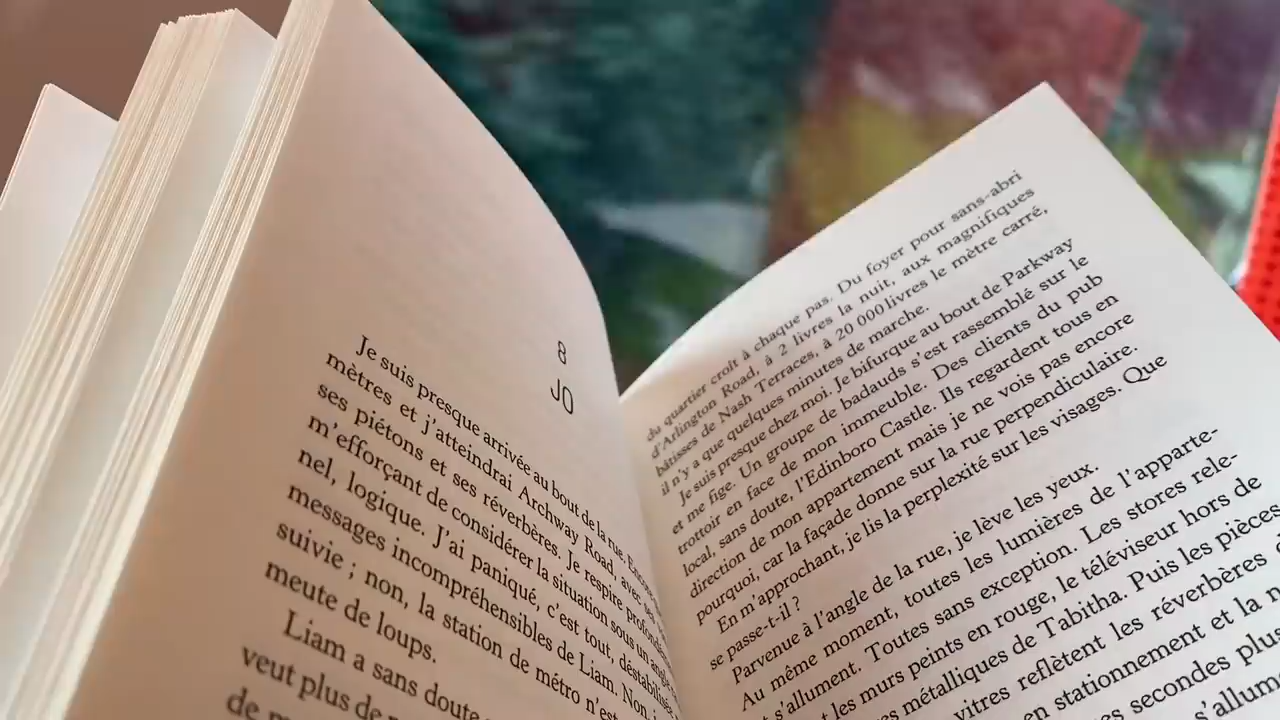 8
JO
Je suis presque arrivée au bout de la rue. Encore
mètres et j'atteindrai Archway Road, avec ses
ses piétons et ses réverbères. Je respire
m'efforçant de considérer la situation sous un angle
nel, logique. J'ai paniqué, c'est tout, déstabilisée
messages incompréhensibles de Liam. Non, j
suivie ; non, la station de métro n'est
meute de loups.
Liam a sans doute
veut plus de
de
du quartier croît à chaque pas. Du foyer pour sans-abri
d'Arlington Road, à 2 livres la nuit, aux magnifiques
bâtisses de Nash Terraces, à 20 000 livres le mètre carré,
il n'y a que quelques minutes de marche.
Je suis presque chez moi. Je bifurque au bout de Parkway
et me fige. Un groupe de badauds s'est rassemblé sur le
trottoir en face de mon immeuble. Des clients du pub
local, sans doute, l'Edinboro Castle. Ils regardent tous en
direction de mon appartement mais je ne vois pas encore
pourquoi, car la façade donne sur la rue perpendiculaire.
En m'approchant, je lis la perplexité sur les visages. Que
se passe-t-il ?
Parvenue à l'angle de la rue, je lève les yeux.
Au même moment, toutes les lumières de l'apparte-
t s'allument. Toutes sans exception. Les stores rele-
t les murs peints en rouge, le téléviseur hors de
s métalliques de Tabitha. Puis les pièces
vitres reflètent les réverbères d
en stationnement et la n
es secondes plus
s'allum